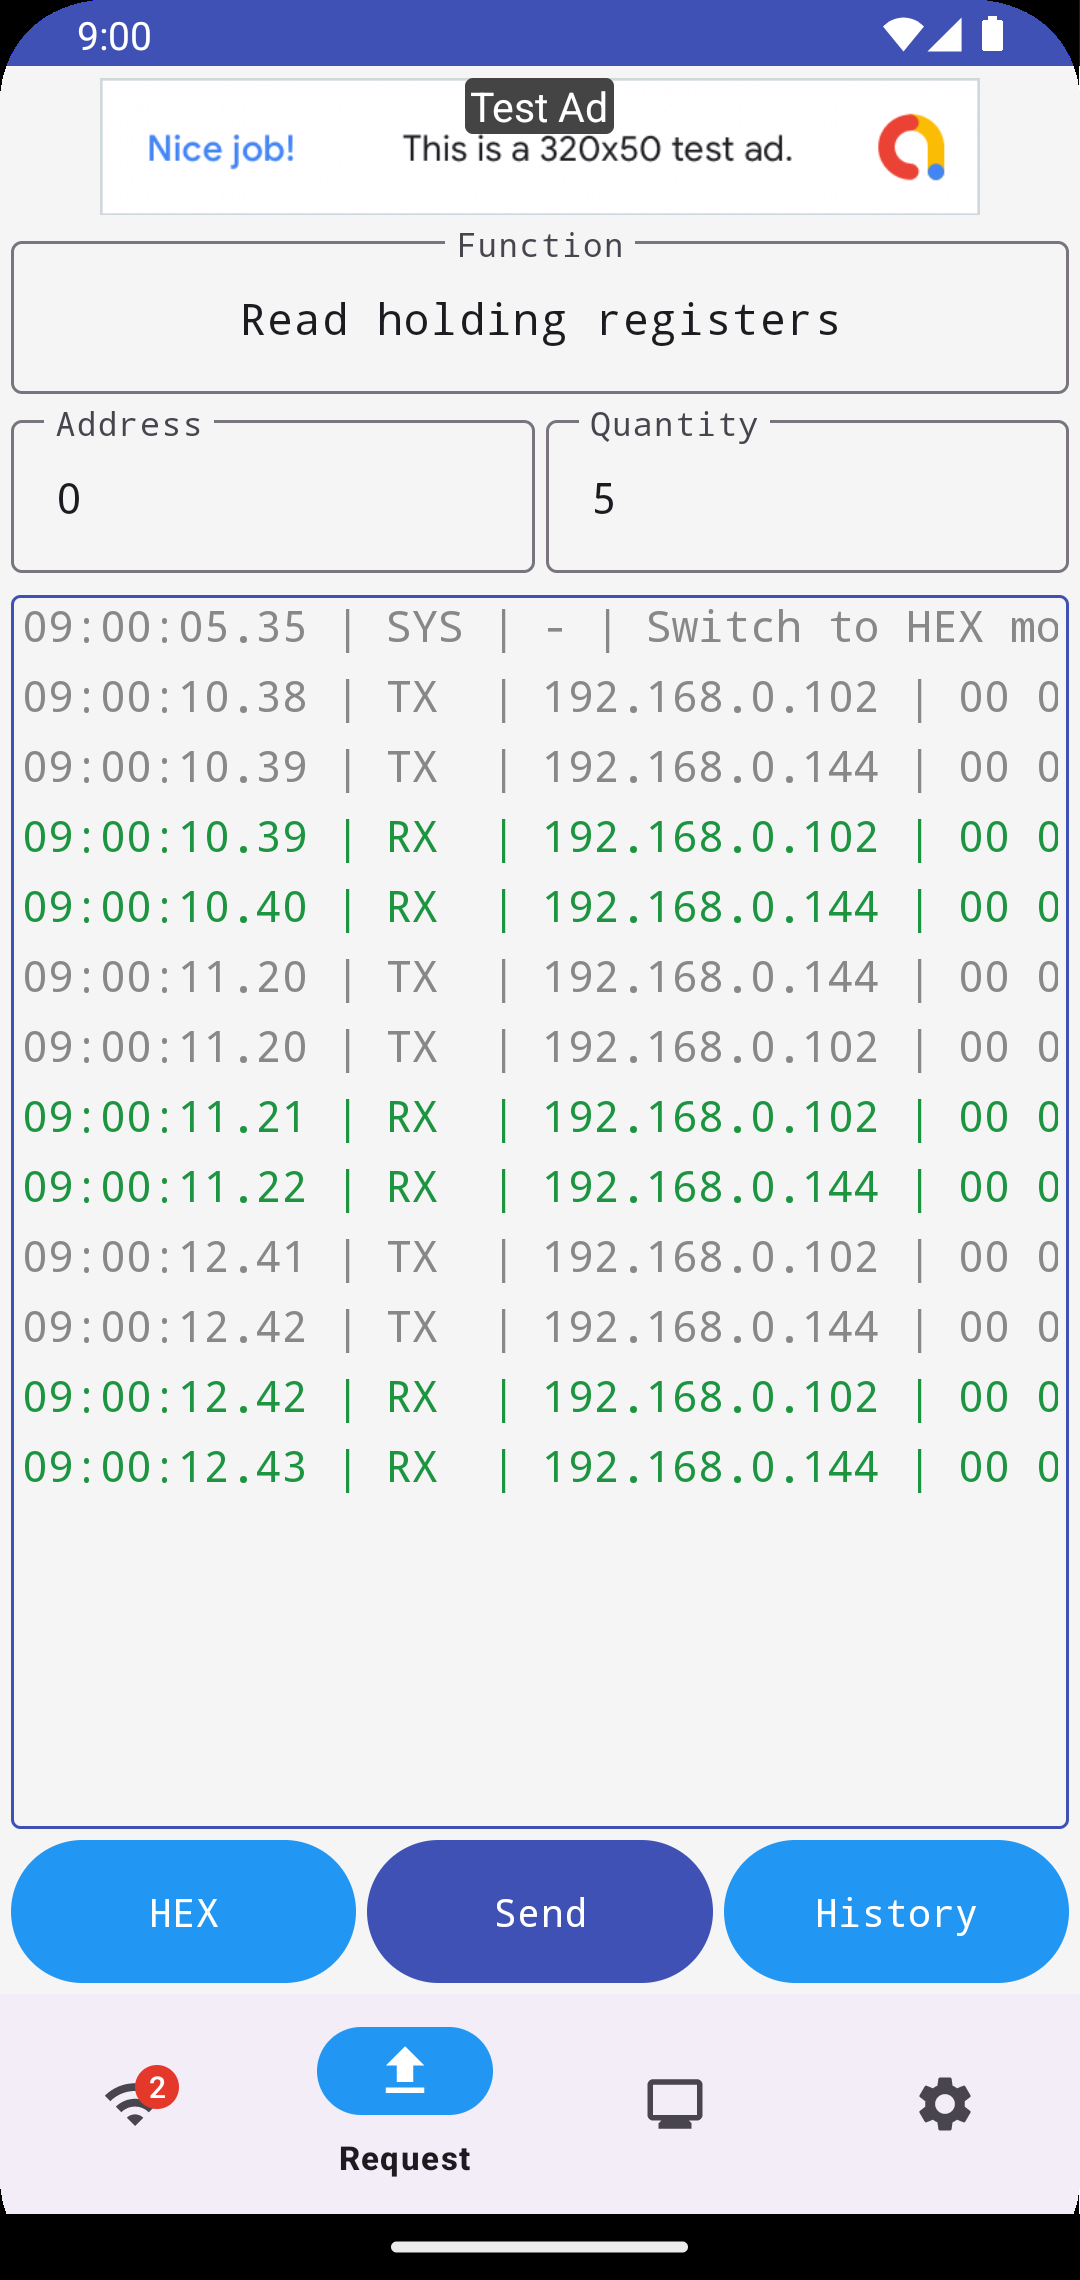 9:00
Test Ad
Nice job! This is a 320x50 test ad.
Function
Read holding registers
Address Quantity
0 5
09:00:05.35 | SYS | - | Switch to HEX mo
09:00:10.38 | TX | 192.168.0.102 | 00 0
09:00:10.39 | TX | 192.168.0.144 | 00 0
09:00:10.39 | RX | 192.168.0.102 | 00 0
09:00:10.40 | RX | 192.168.0.144 | 00 0
09:00:11.20 | TX | 192.168.0.144 | 00 0
09:00:11.20 | TX | 192.168.0.102 | 00 0
09:00:11.21 | RX | 192.168.0.102 | 00 0
09:00:11.22 | RX | 192.168.0.144 | 00 0
09:00:12.41 | TX | 192.168.0.102 | 00 0
09:00:12.42 | TX | 192.168.0.144 | 00 0
09:00:12.42 | RX | 192.168.0.102 | 00 0
09:00:12.43 | RX | 192.168.0.144 | 00 0
HEX Send History
2
Request